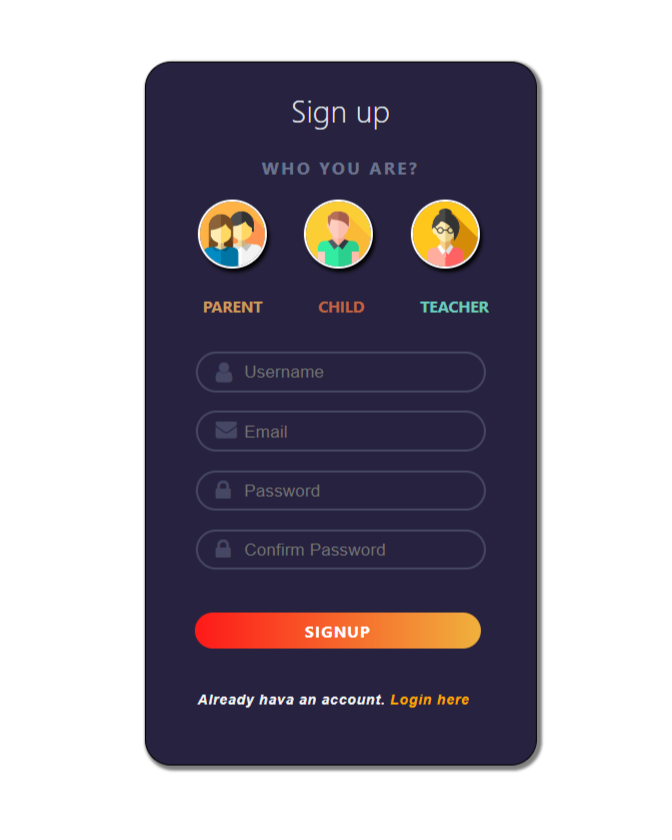 Sign up
WHO YOU ARE?
PARENT CHILD TEACHER
Username
Email
Password
Confirm Password
SIGNUP
Already hava an account. Login here